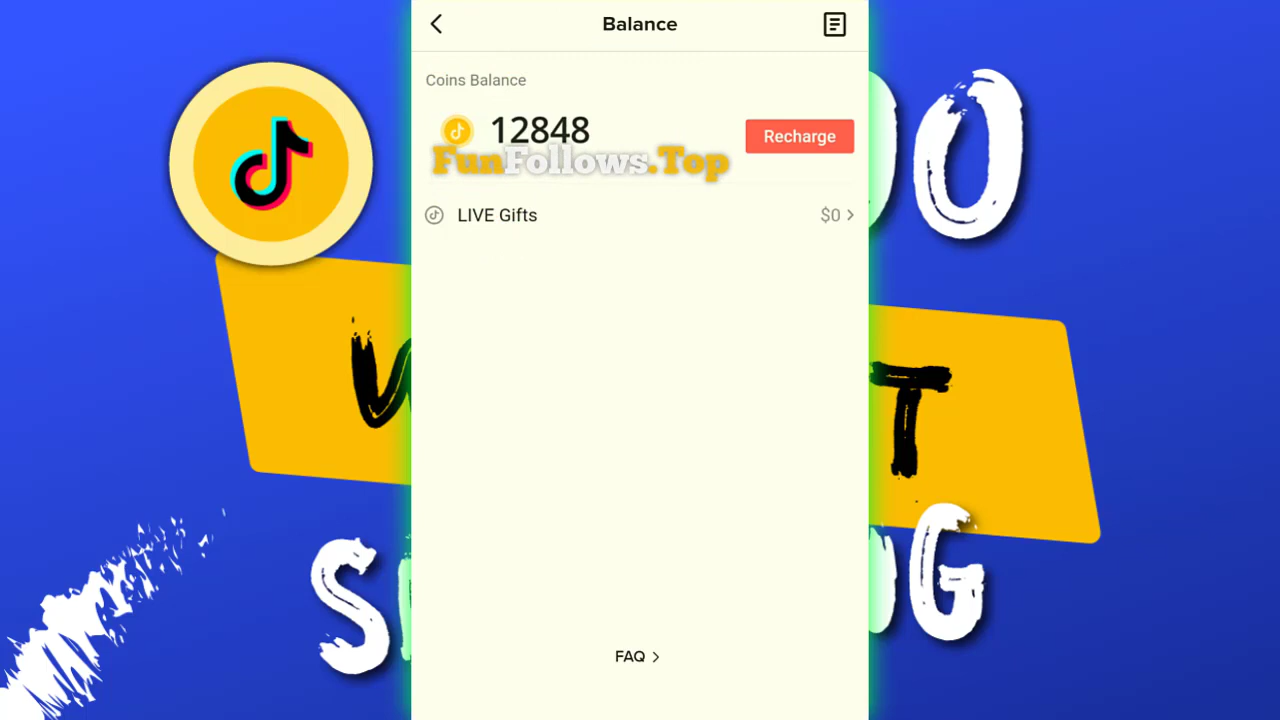 Balance
Coins Balance
12848
Recharge
FunFollows.Top
LIVE Gifts
$0
FAQ